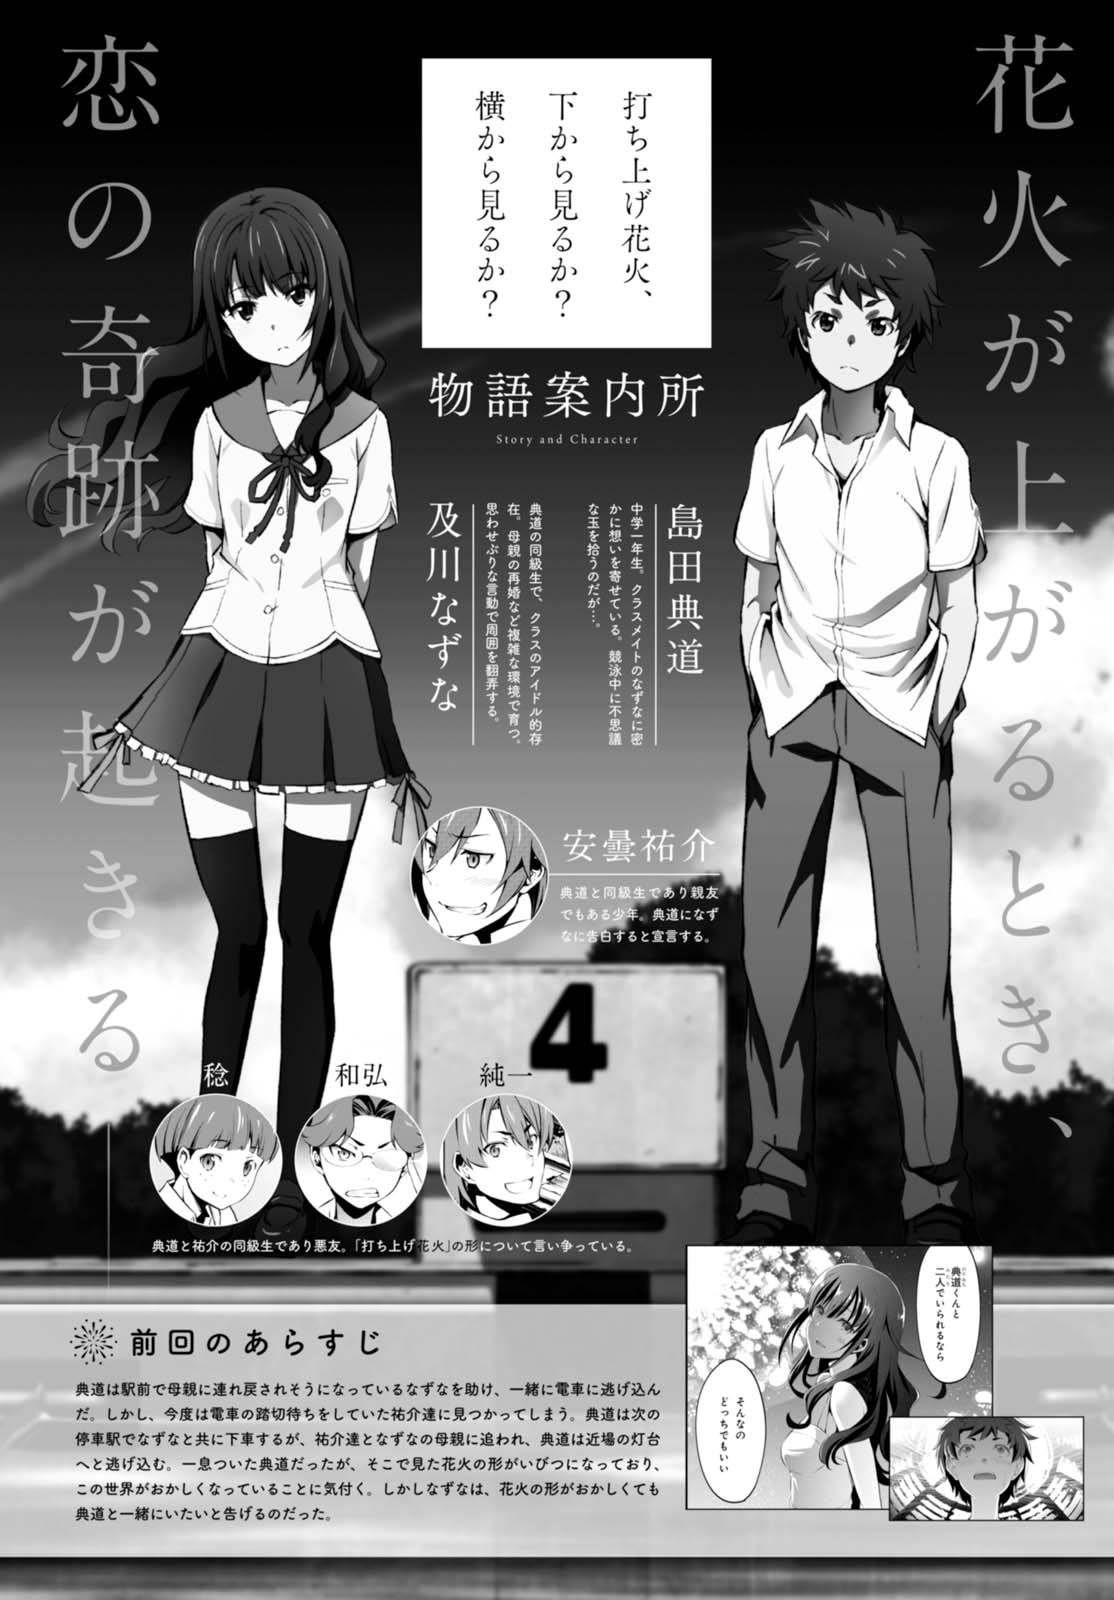 花火が上がるとき、
恋の奇跡が起きる
打ち上げ花火、
下から見るか？
横から見るか？
物語案内所
Story and Character
島田典道
中学一年生。クラスメイトのなずなに密
かに想いを寄せている。競泳中に不思議
な玉を拾うのだが…。
及川なずな
典道の同級生で、クラスのアイドル的存
在。母親の再婚など複雑な環境で育つ。
思わせぶりな言動で周囲を翻弄する。
安曇祐介
典道と同級生であり親友
でもある少年。典道になず
なに告白すると宣言する。
稔
和弘
純一
典道と祐介の同級生であり悪友。「打ち上げ花火」の形について言い争っている。
4
前回のあらすじ
典道は駅前で母親に連れ戻されそうになっているなずなを助け、一緒に電車に逃げ込ん
だ。しかし、今度は電車の踏切待ちをしていた祐介達に見つかってしまう。典道は次の
停車駅でなずなと共に下車するが、祐介達となずなの母親に追われ、典道は近場の灯台
へと逃げ込む。一息ついた典道だったが、そこで見た花火の形がいびつになっており、
この世界がおかしくなっていることに気付く。しかしなずなは、花火の形がおかしくても
典道と一緒にいたいと告げるのだった。
典道くんと
二人でいられるなら
そんなの
どっちでもいい